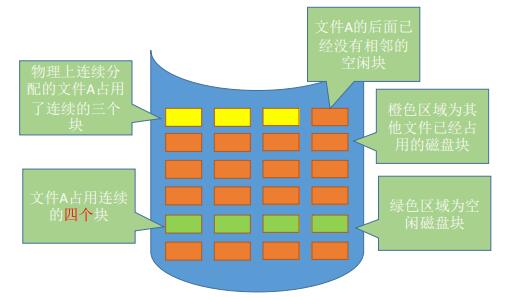 文件A的后面已
经没有相邻的
空闲块
物理上连续分
配的文件A占用
了连续的三个
块
橙色区域为其
他文件已经占
用的磁盘块
文件A占用连续
的四个块
绿色区域为空
闲磁盘块